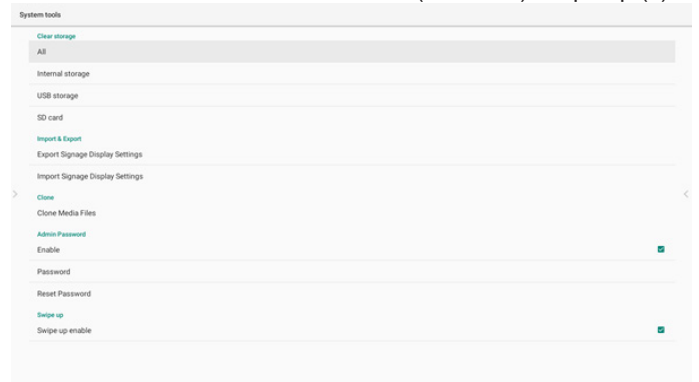 System tools
Clear storage
All
Internal storage
USB storage
SD card
Import & Export
Export Signage Display Settings
Import Signage Display Settings
Clone
Clone Media Files
Admin Password
Enable
Password
Reset Password
Swipe up
Swipe up enable